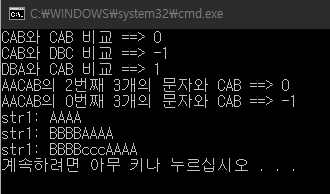 C:\WINDOWS\system32\cmd.exe
CAB와 CAB 비교 ==> 0
CAB와 DBC 비교 ==> -1
DBA와 CAB 비교 ==> 1
AACAB의 2번째 3개의 문자와 CAB ==> 0
AACAB의 0번째 3개의 문자와 CAB ==> -1
str1: AAAA
str1: BBBBAAAA
str1: BBBBcccAAAA
계속하려면 아무 키나 누르십시오 . . .